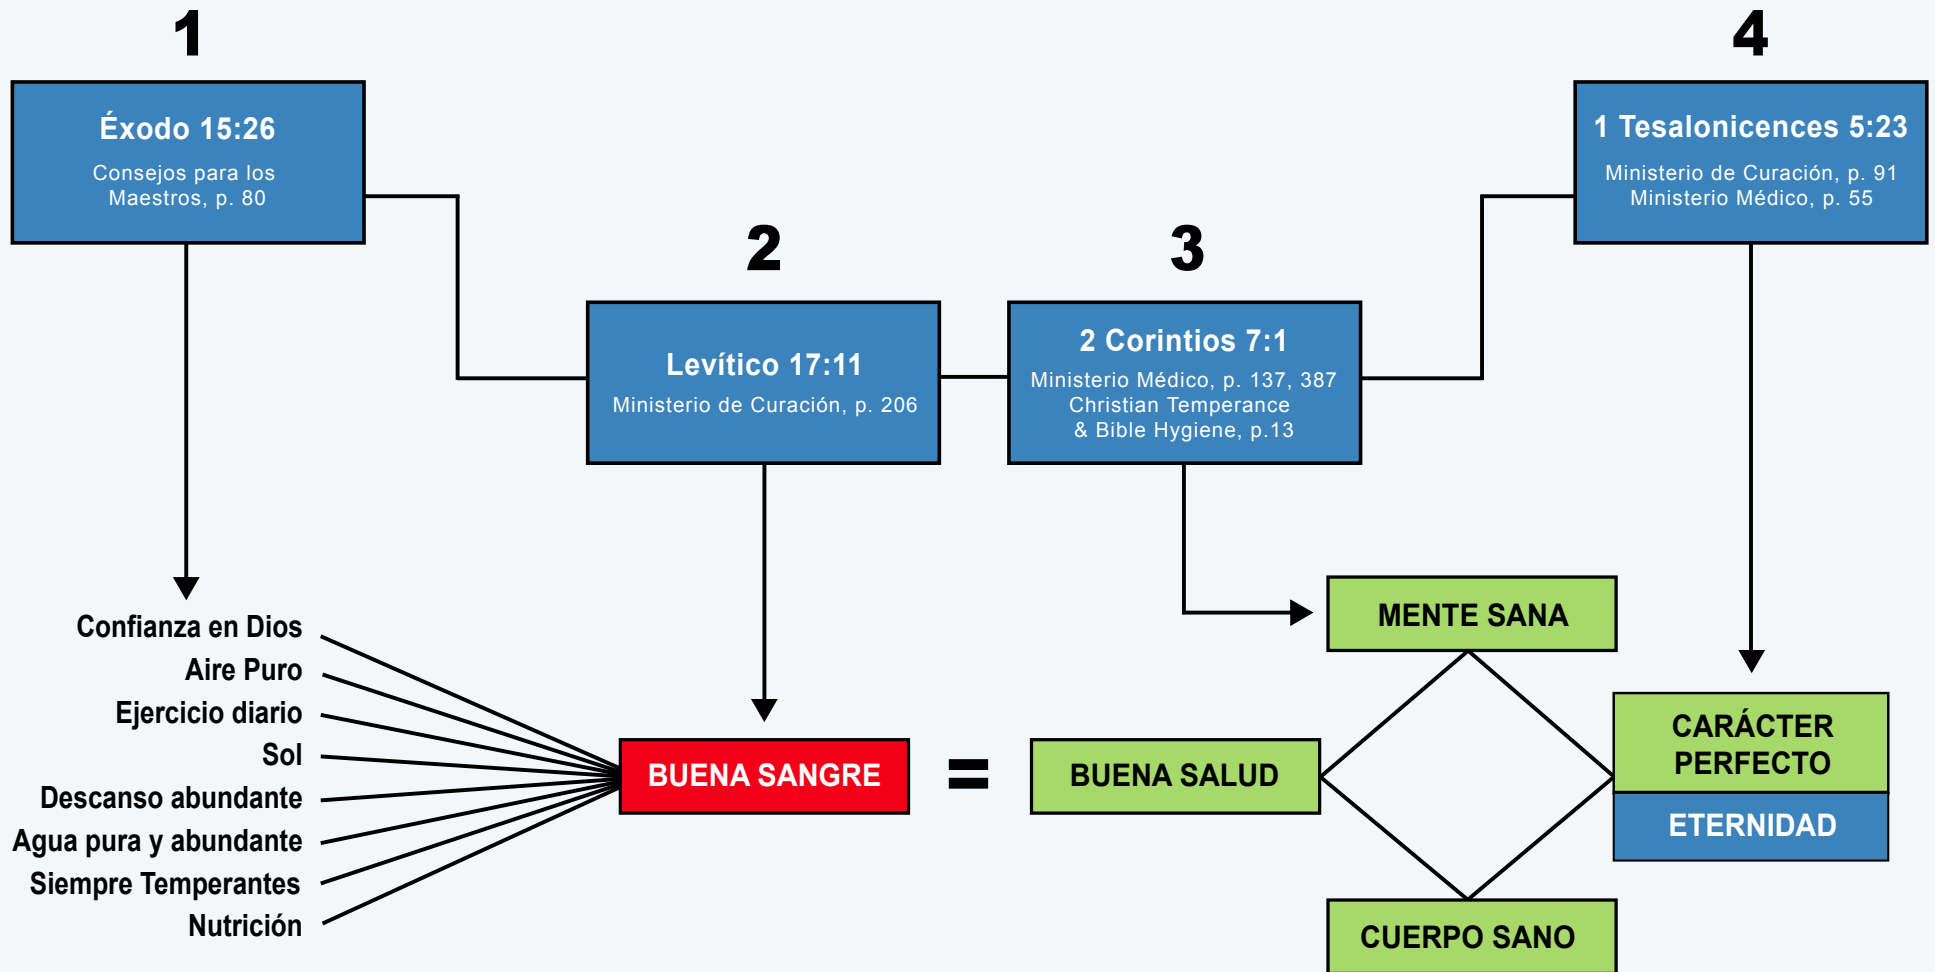 1
Éxodo 15:26
Consejos para los
Maestros, p. 80
2
Levítico 17:11
Ministerio de Curación, p. 206
3
2 Corintios 7:1
Ministerio Médico, p. 137, 387
Christian Temperance
& Bible Hygiene, p.13
4
1 Tesalonicences 5:23
Ministerio de Curación, p. 91
Ministerio Médico, p. 55
Confianza en Dios
Aire Puro
Ejercicio diario
Sol
Descanso abundante
Agua pura y abundante
Siempre Temperantes
Nutrición
BUENA SANGRE
=
BUENA SALUD
MENTE SANA
CUERPO SANO
CARÁCTER
PERFECTO
ETERNIDAD